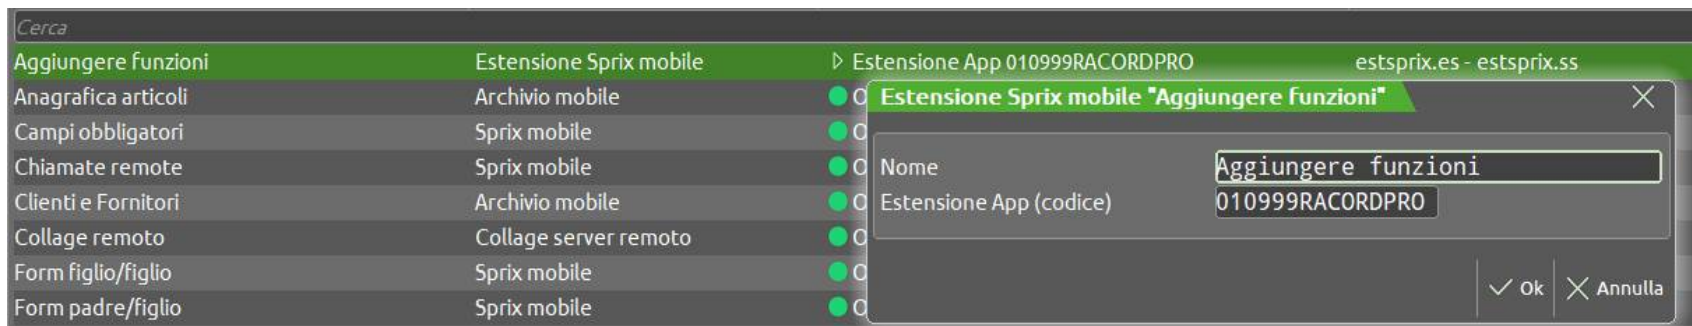 Cerca
Aggiungere funzioni Estensione Sprix mobile Estensione App 010999RACORDPRO estsprix.es - estsprix.ss
Anagrafica articoli Archivio mobile
Campi obbligatori Sprix mobile
Chiamate remote Sprix mobile
Clienti e Fornitori Archivio mobile
Collage remoto Collage server remoto
Form figlio/figlio Sprix mobile
Form padre/figlio Sprix mobile
Estensione Sprix mobile "Aggiungere funzioni"
Nome Aggiungere funzioni
Estensione App (codice) 010999RACORDPRO
Ok Annulla